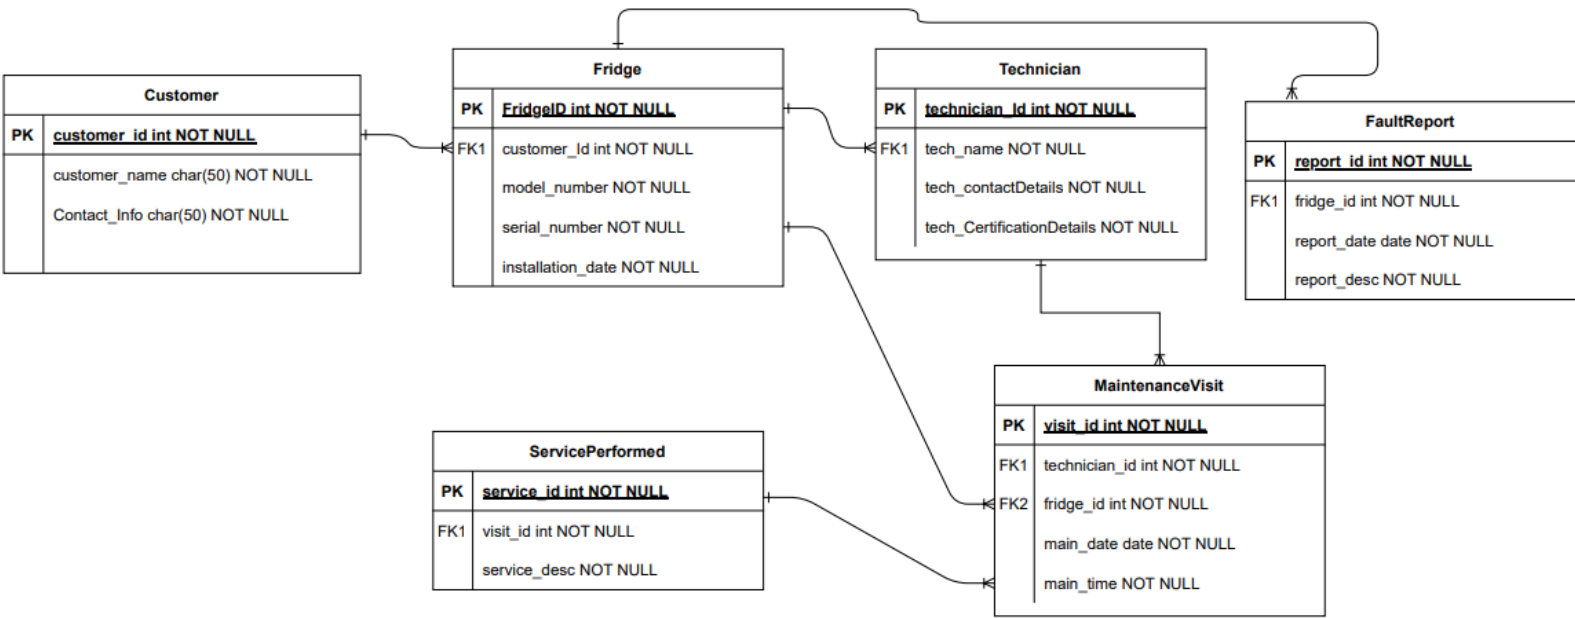 Customer
PK customer_id int NOT NULL
customer_name char(50) NOT NULL
Contact_Info char(50) NOT NULL
Fridge
PK FridgeID int NOT NULL
FK1 customer_Id int NOT NULL
model_number NOT NULL
serial_number NOT NULL
installation_date NOT NULL
Technician
PK technician_Id int NOT NULL
FK1 tech_name NOT NULL
tech_contactDetails NOT NULL
tech_CertificationDetails NOT NULL
FaultReport
PK report_id int NOT NULL
FK1 fridge_id int NOT NULL
report_date date NOT NULL
report_desc NOT NULL
ServicePerformed
PK service_id int NOT NULL
FK1 visit_id int NOT NULL
service_desc NOT NULL
MaintenanceVisit
PK visit_id int NOT NULL
FK1 technician_id int NOT NULL
FK2 fridge_id int NOT NULL
main_date date NOT NULL
main_time NOT NULL